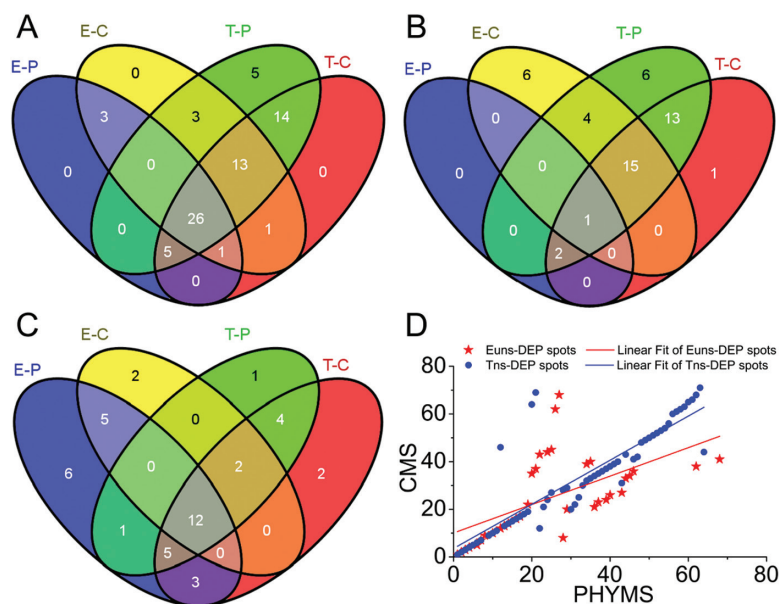 A
E-C
T-P
E-P
T-C
0
5
3
3
14
0
0
13
0
26
0
1
5
1
0
B
E-C
T-P
E-P
T-C
6
6
0
4
13
0
0
15
1
1
0
0
2
0
0
C
E-C
T-P
E-P
T-C
2
1
5
0
4
6
0
2
2
12
1
0
5
0
3
D
Euns-DEP spots
Linear Fit of Euns-DEP spots
Tns-DEP spots
Linear Fit of Tns-DEP spots
80
60
40
20
0
CMS
0 20 40 60 80
PHYMS